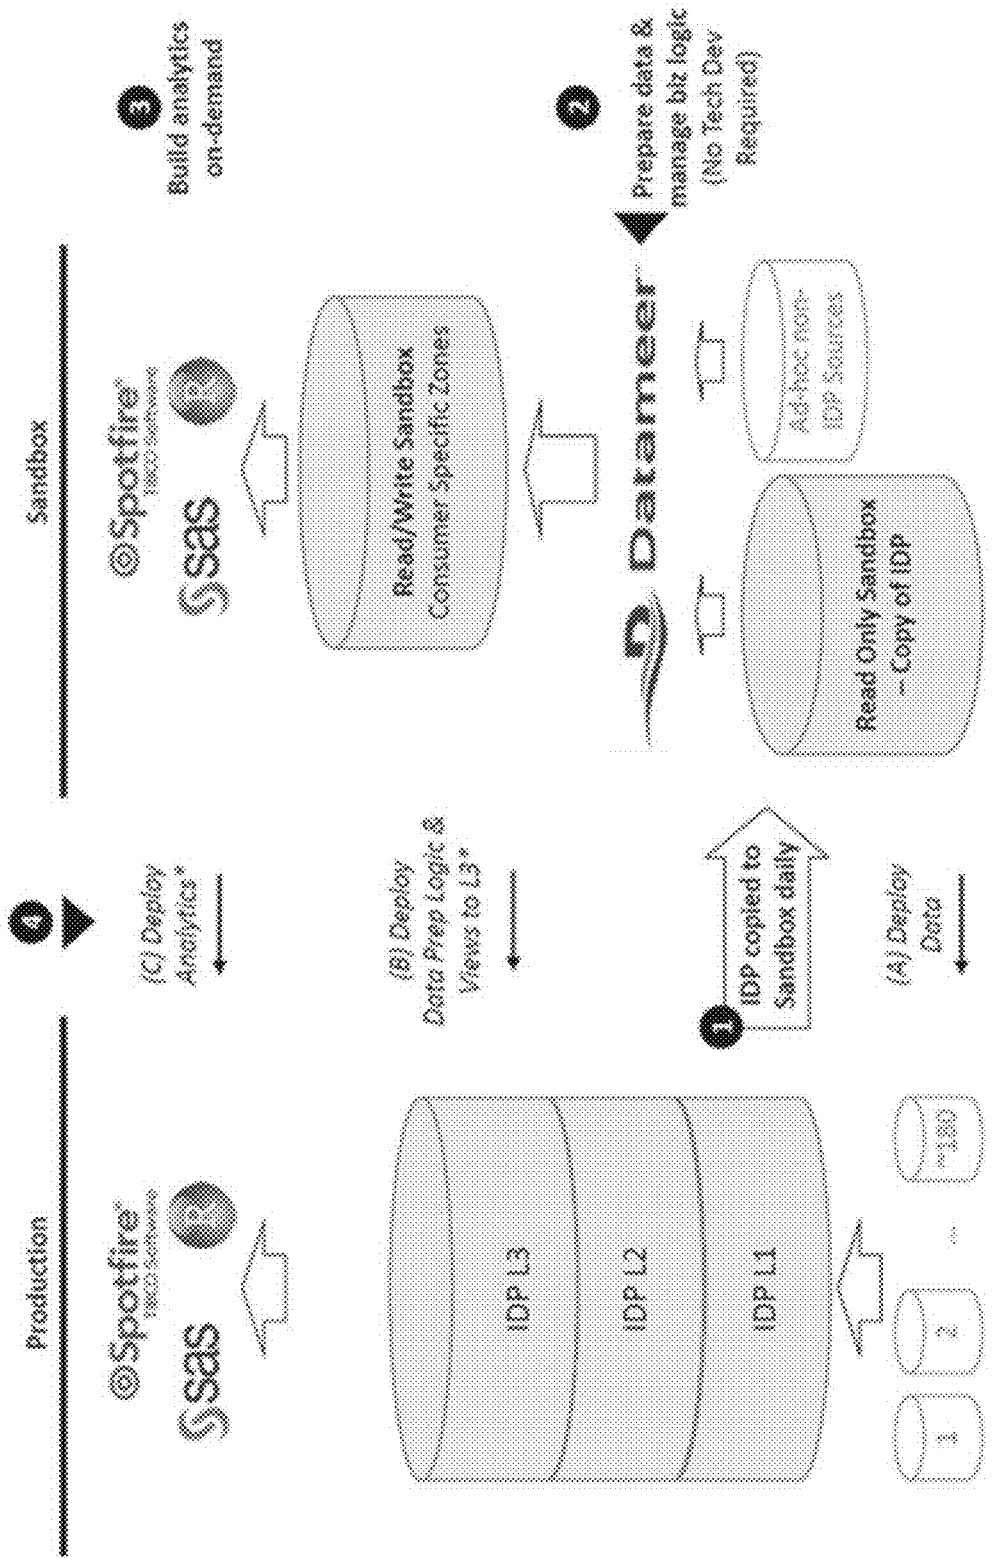 Production
Spotfire
TIBCO Software
sas
R
IDP L3
IDP L2
IDP L1
1
2
...
~180
4
(C) Deploy
Analytics*
(B) Deploy
Data Prep Logic &
Views to L3*
1
IDP copied to
Sandbox daily
(A) Deploy
Data
Sandbox
Spotfire
TIBCO Software
sas
R
Read/Write Sandbox
Consumer Specific Zones
Datameer
Read Only Sandbox
– Copy of IDP
Ad-hoc non-
IDP Sources
3
Build analytics
on-demand
2
Prepare data &
manage biz logic
(No Tech Dev
Required)